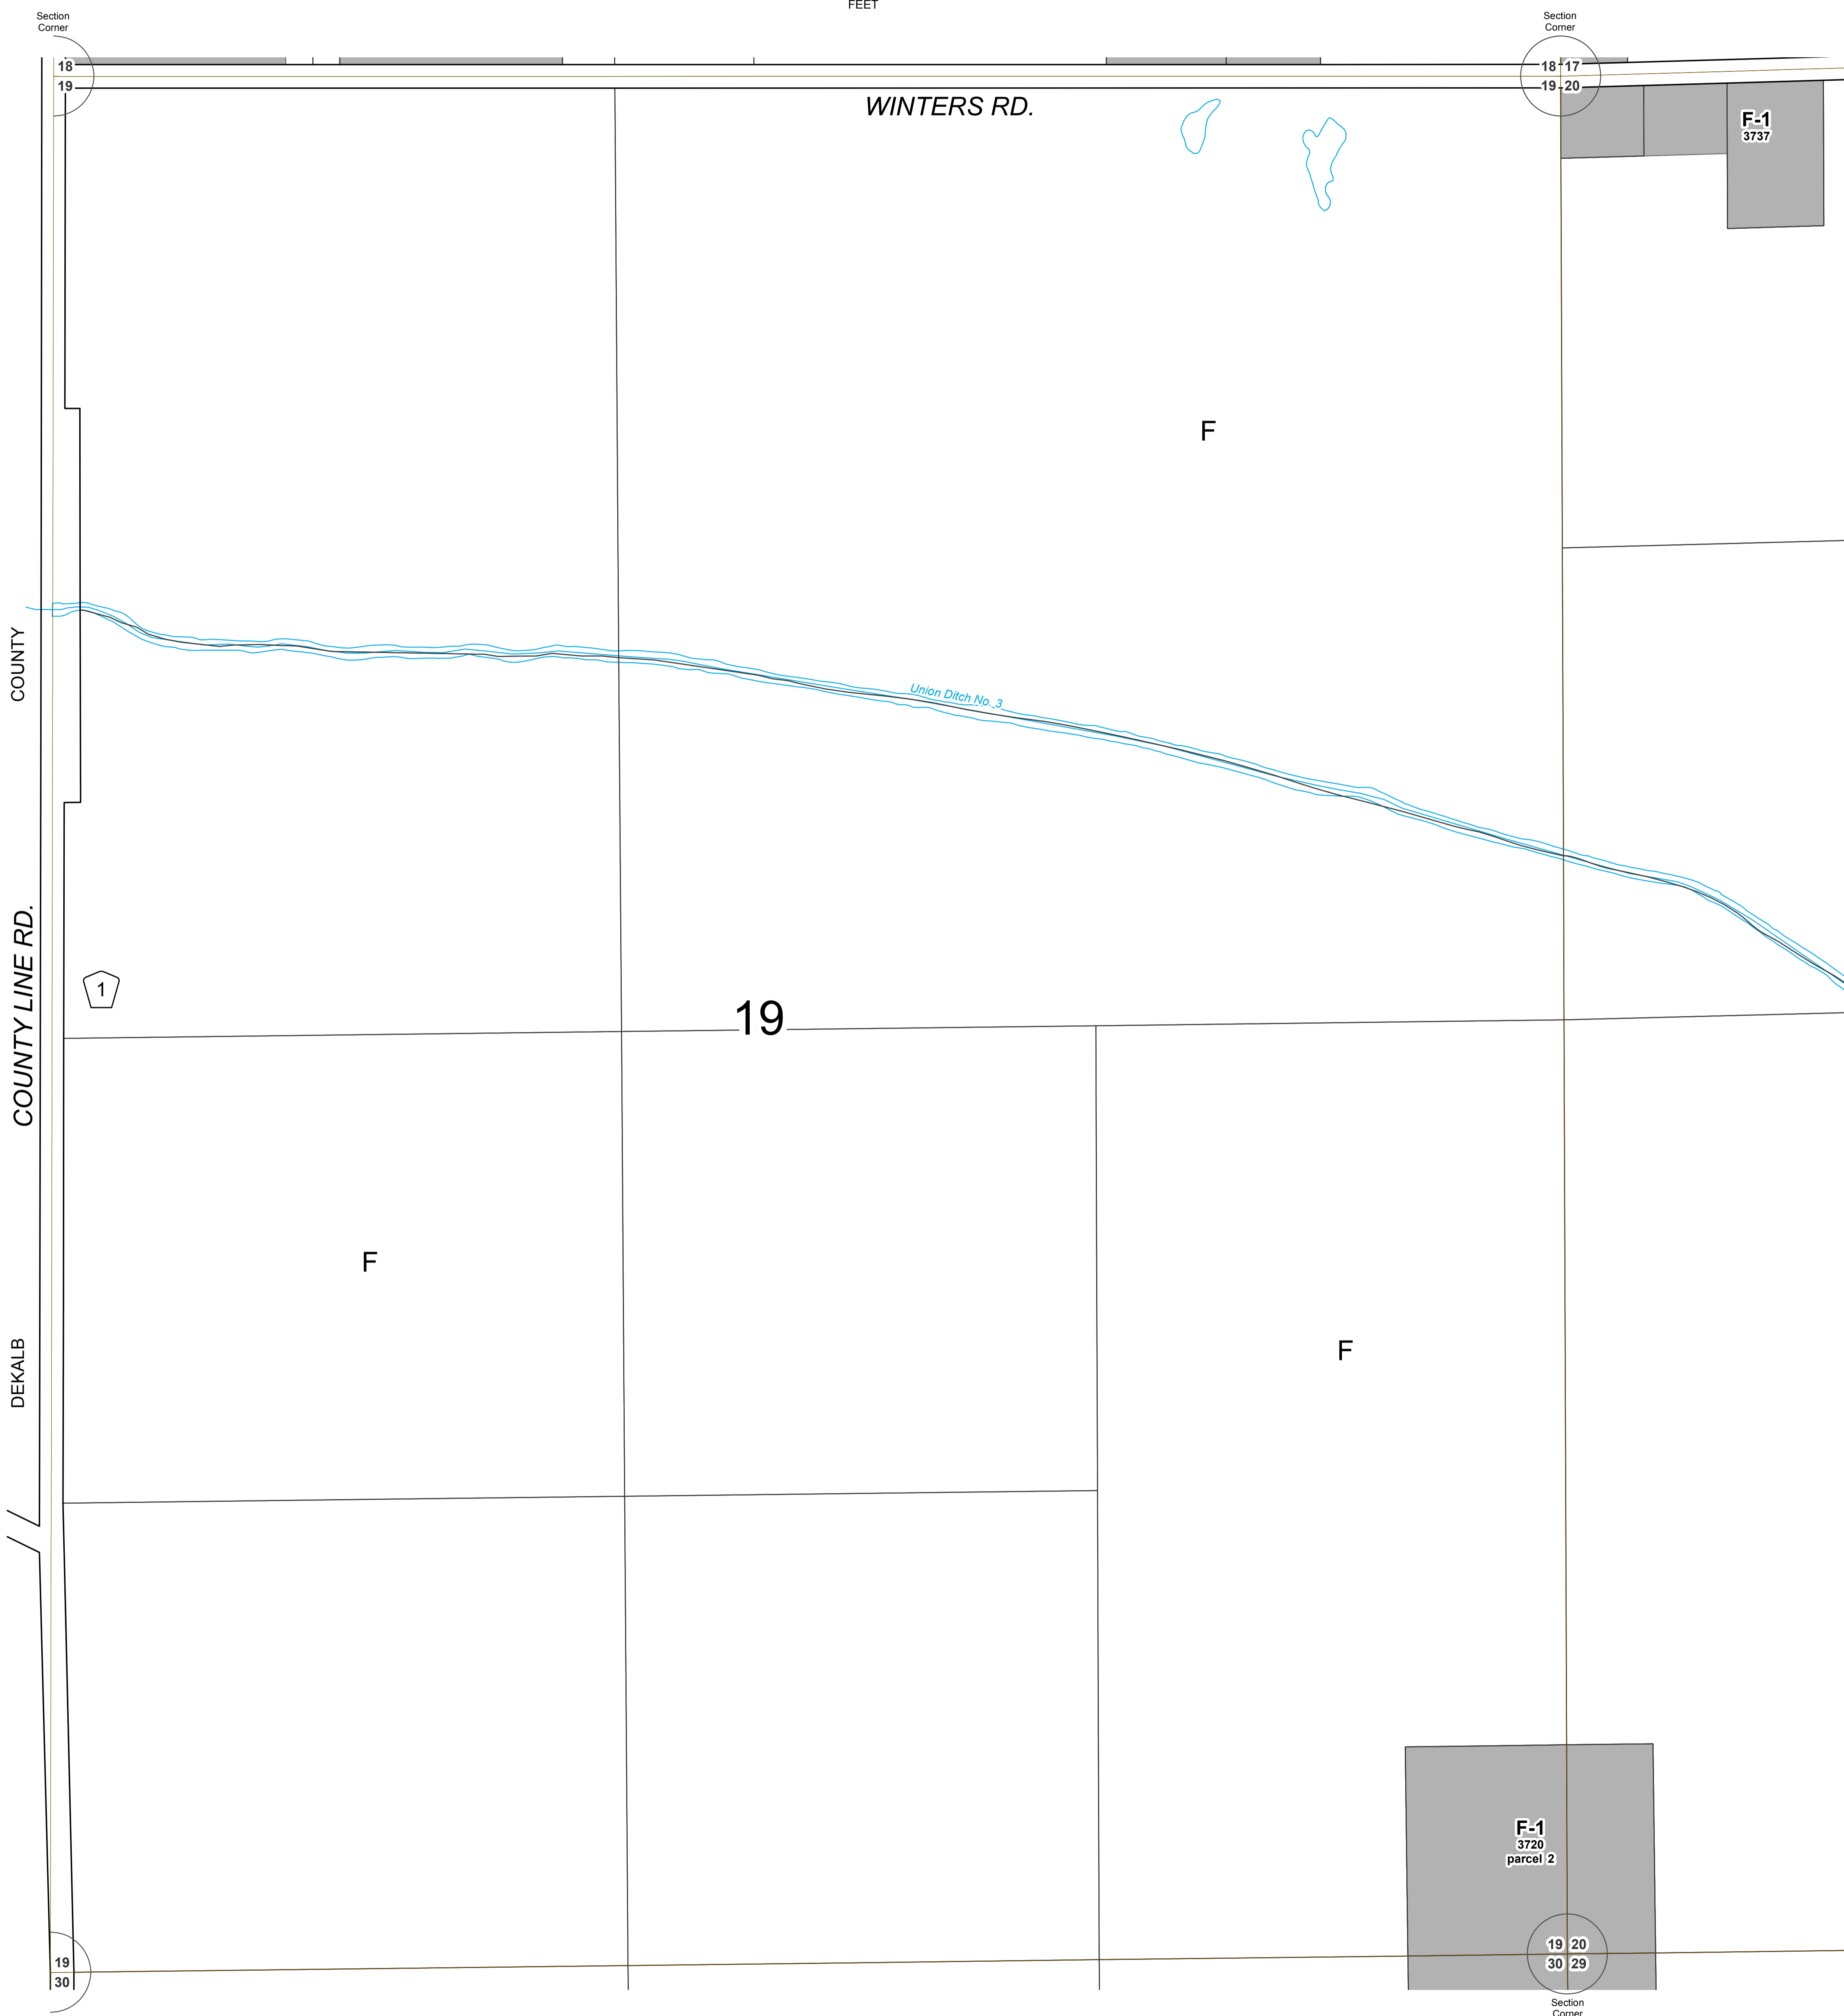 FEET
Section
Corner
Section
Corner
18
19
18 17
19 20
WINTERS RD.
F-1
3737
F
COUNTY
Union Ditch No. 3
COUNTY LINE RD.
1
19
F
F
DEKALB
F-1
3720
parcel 2
19
30
19 20
30 29
Section
Corner